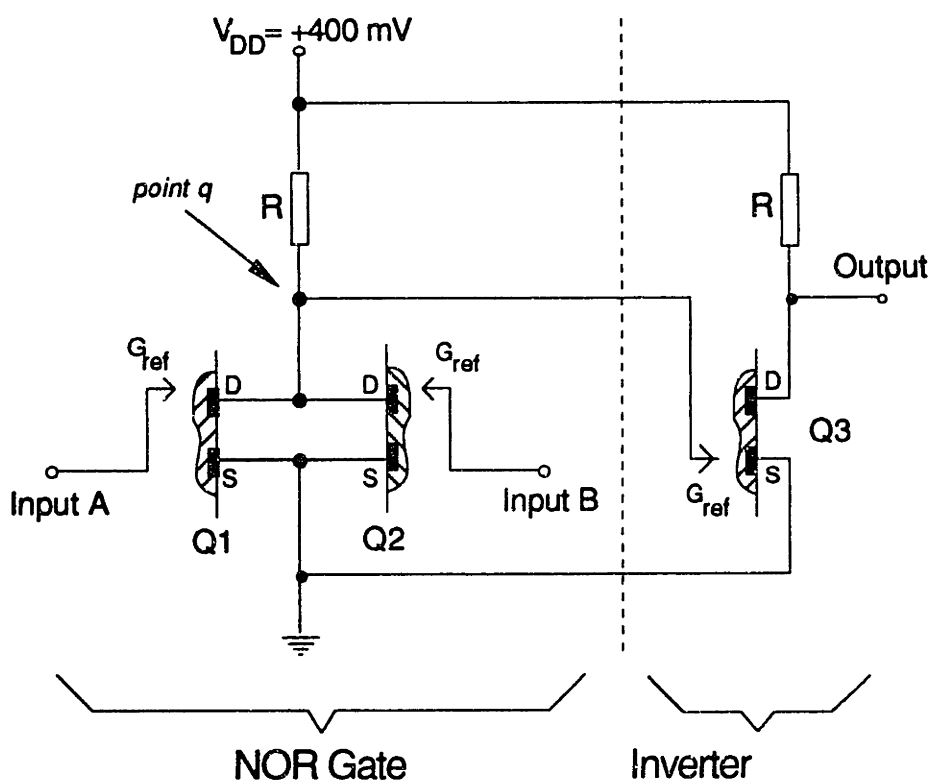 V_DD = +400 mV
point q
R
R
Output
G_ref
G_ref
D
D
D
Q3
S
S
S
Input A
Input B
G_ref
Q1
Q2
NOR Gate
Inverter